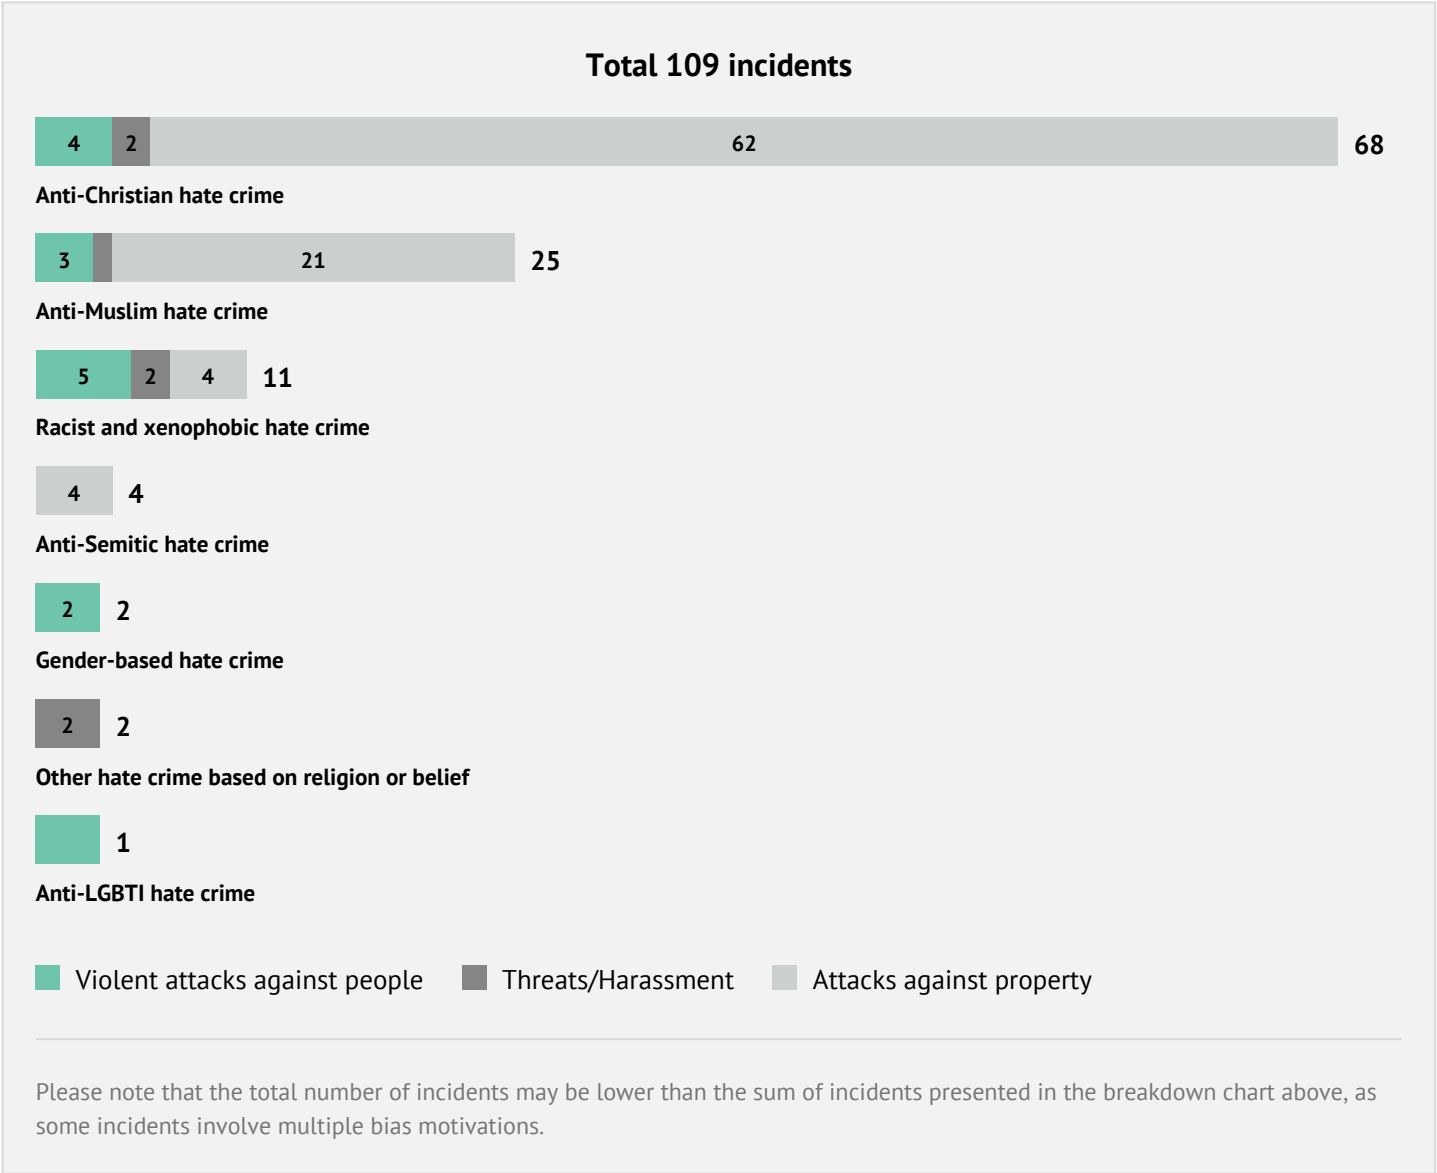 Total 109 incidents
4 2 62 68
Anti-Christian hate crime
3 21 25
Anti-Muslim hate crime
5 2 4 11
Racist and xenophobic hate crime
4 4
Anti-Semitic hate crime
2 2
Gender-based hate crime
2 2
Other hate crime based on religion or belief
1
Anti-LGBTI hate crime
Violent attacks against people Threats/Harassment Attacks against property
Please note that the total number of incidents may be lower than the sum of incidents presented in the breakdown chart above, as
some incidents involve multiple bias motivations.